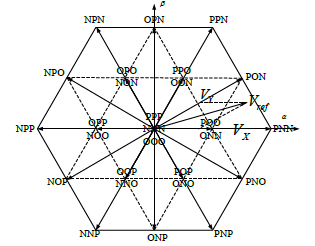 β
NPN OPN PPN
NPO OPO PPO PON
NON OON
V_Y V_ref
PPP
α
NPP OPP POO PNN
NOO ONN V_X
OOO
NOP OOP POP PNO
NNO ONO
NNP ONP PNP